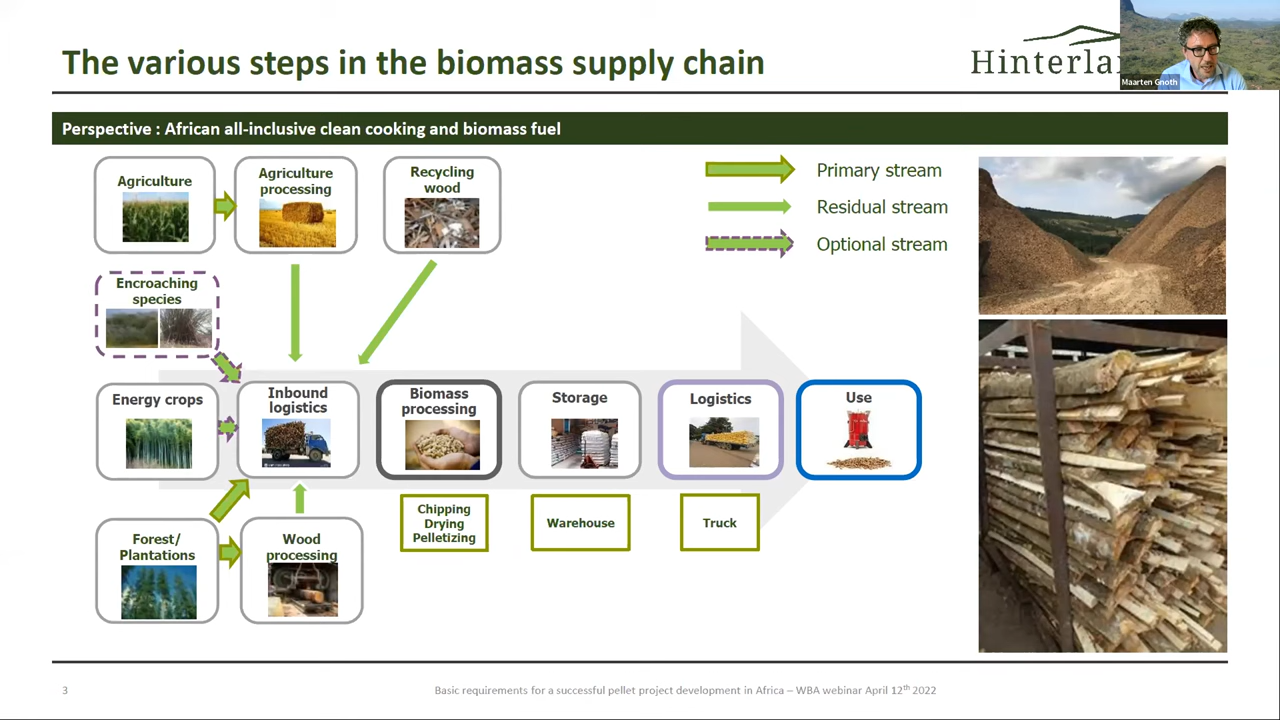 The various steps in the biomass supply chain
Maarten Gnoth
Perspective : African all-inclusive clean cooking and biomass fuel
Agriculture
Agriculture
processing
Recycling
wood
Primary stream
Residual stream
Optional stream
Encroaching
species
Energy crops
Inbound
logistics
Biomass
processing
Storage
Logistics
Use
Chipping
Drying
Pelletizing
Warehouse
Truck
Forest/
Plantations
Wood
processing
3
Basic requirements for a successful pellet project development in Africa – WBA webinar April 12th 2022